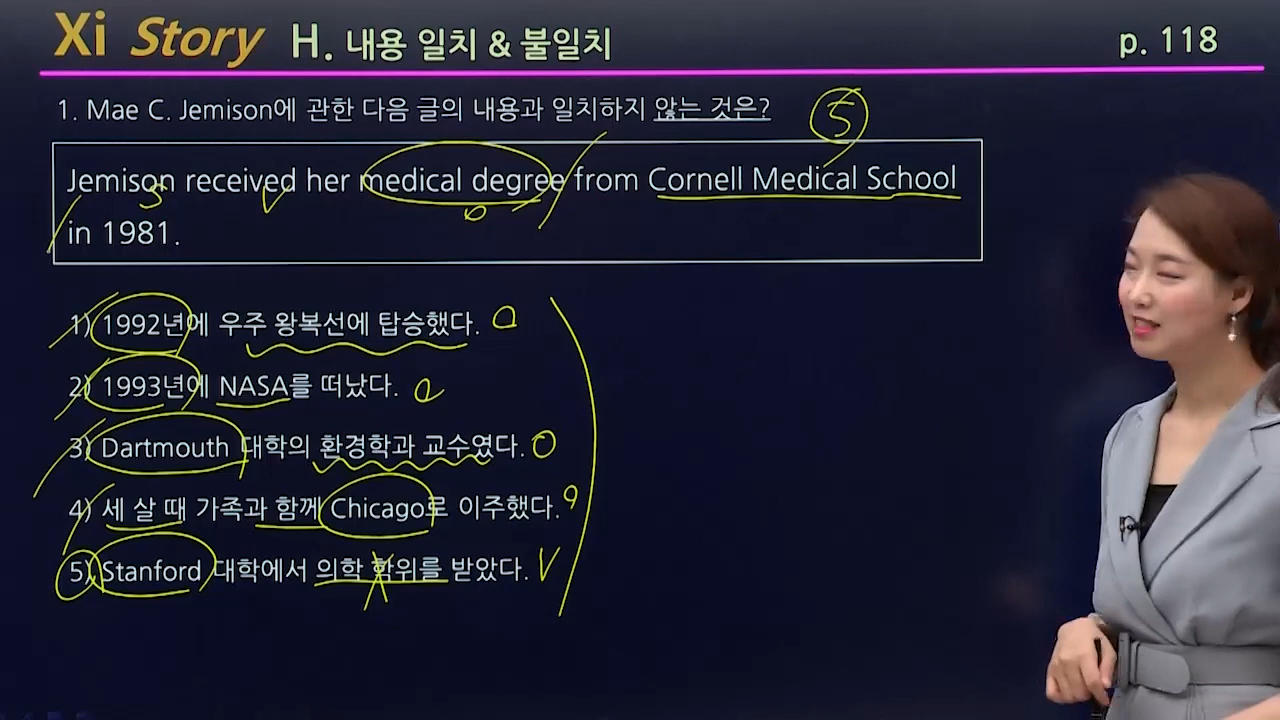 Xi Story H. 내용 일치 & 불일치 p. 118
1. Mae C. Jemison에 관한 다음 글의 내용과 일치하지 않는 것은? 5
Jemison received her medical degree from Cornell Medical School
S V O
in 1981.
1) 1992년에 우주 왕복선에 탑승했다.
2) 1993년에 NASA를 떠났다.
3) Dartmouth 대학의 환경학과 교수였다.
4) 세 살 때 가족과 함께 Chicago로 이주했다.
5) Stanford 대학에서 의학 학위를 받았다.